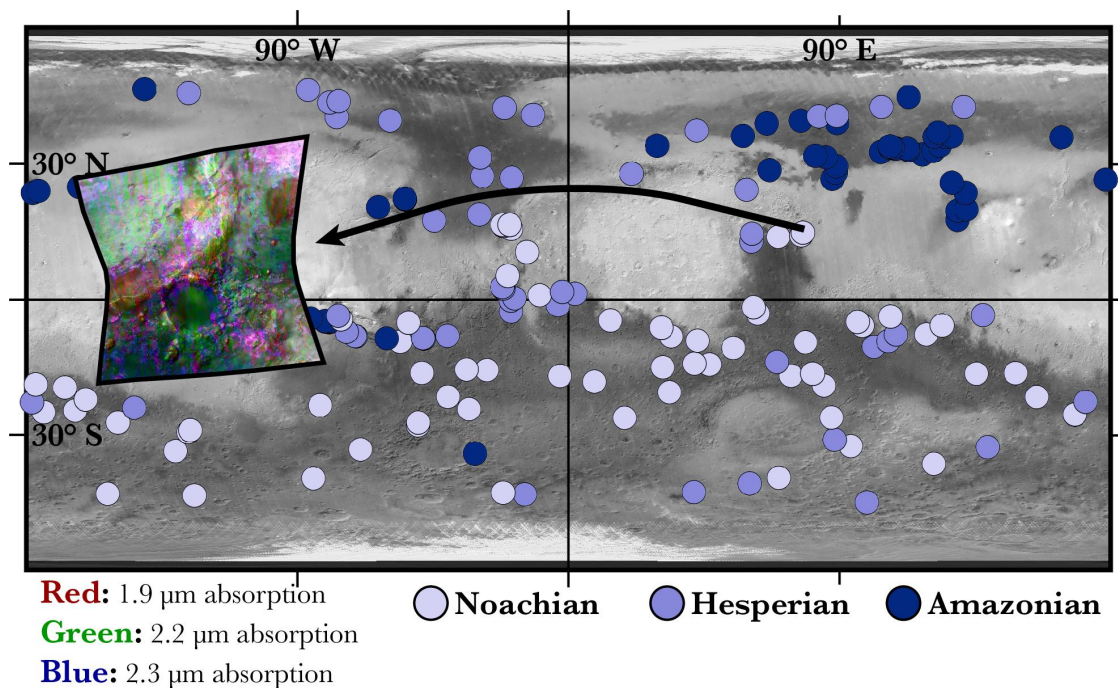 90° W
90° E
30° N
30° S
Red: 1.9 µm absorption
Green: 2.2 µm absorption
Blue: 2.3 µm absorption
Noachian
Hesperian
Amazonian